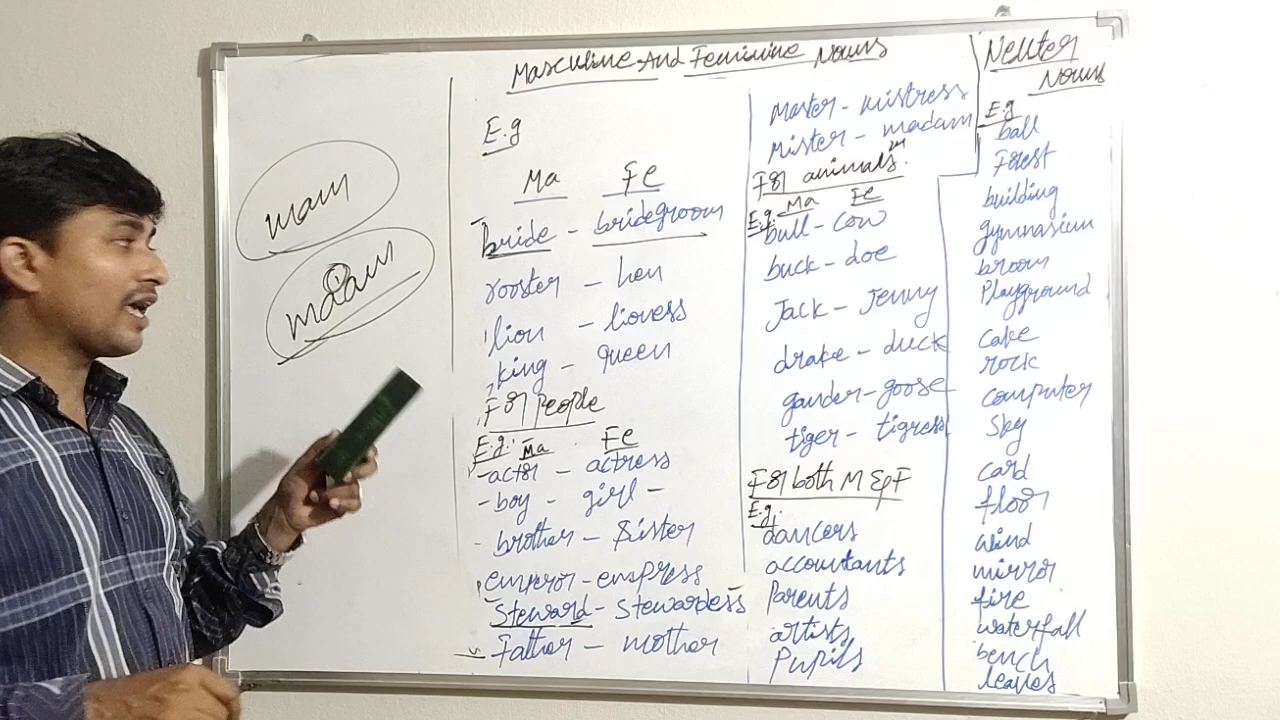 Masculine And Feminine Nouns
mam
madam
E.g
Ma Fe
bride - bridegroom
rooster - hen
lion - lioness
king - queen
For People
E.g: Ma Fe
-actor - actress
-boy - girl -
- brother - Sister
emperor - empress
Steward - Stewardess
Father - mother
Master - mistress
Mister - madam
For animals.
E.g: Ma Fe
bull - cow
buck - doe
Jack - Jenny
drake - duck
gander - goose
tiger - tigress
For both M & F
E.g:
dancers
accountants
Parents
artists
Pupils
Neuter
Nouns
E.g
ball
Forest
building
gymnasium
broom
Playground
cake
rock
computer
Sky
card
floor
wind
mirror
fire
waterfall
bench
leaves